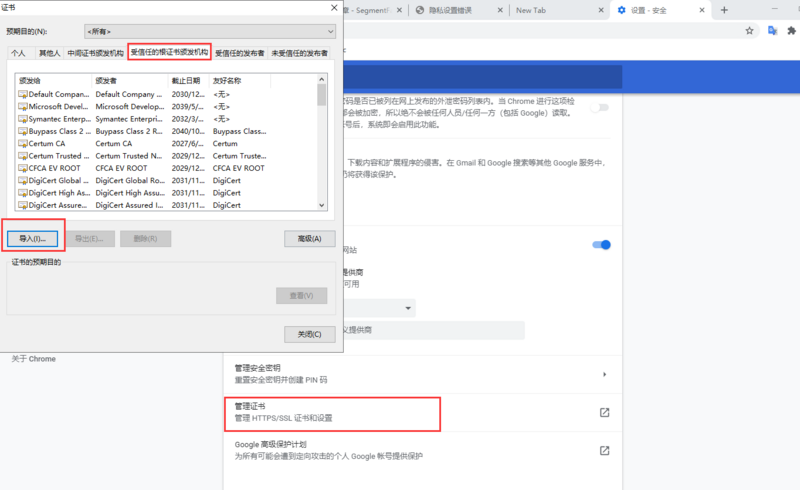 证书
预期目的(N):
<所有>
个人
其他人
中间证书颁发机构
受信任的根证书颁发机构
受信任的发布者
未受信任的发布者
颁发给 颁发者 截止日期 友好名称
Default Compan... Default Company ... 2030/12... <无>
Microsoft Devel... Microsoft Develop... 2039/5/... <无>
Symantec Enter... Symantec Enterpri... 2032/3/... <无>
Buypass Class 2 ... Buypass Class 2 R... 2040/10... Buypass Class...
Certum CA Certum CA 2027/6/... Certum
Certum Trusted ... Certum Trusted N... 2029/12... Certum Truste...
CFCA EV ROOT CFCA EV ROOT 2029/12... CFCA EV ROOT
DigiCert Global ... DigiCert Global Ro... 2031/11... DigiCert
DigiCert High As... DigiCert High Assu... 2031/11... DigiCert
DigiCert Assure... DigiCert Assured I... 2031/11... DigiCert
导入(I)...
导出(E)...
删除(R)
高级(A)
证书的预期目的
查看(V)
关闭(C)
章 - SegmentF
隐私设置错误
New Tab
设置 - 安全
码是否已被列在网上发布的外泄密码列表内。当 Chrome 进行这项检
都会被加密，所以绝不会被任何人员/任何一方（包括 Google）读取。
账号后，系统即会启用此功能。
下载内容和扩展程序的侵害。在 Gmail 和 Google 搜索等其他 Google 服务中，
将获得该保护。
网站
提供商
可用
义提供商
关于 Chrome
管理安全密钥
重置安全密钥并创建 PIN 码
管理证书
管理 HTTPS/SSL 证书和设置
Google 高级保护计划
为所有可能会遭到定向攻击的个人 Google 帐号提供保护